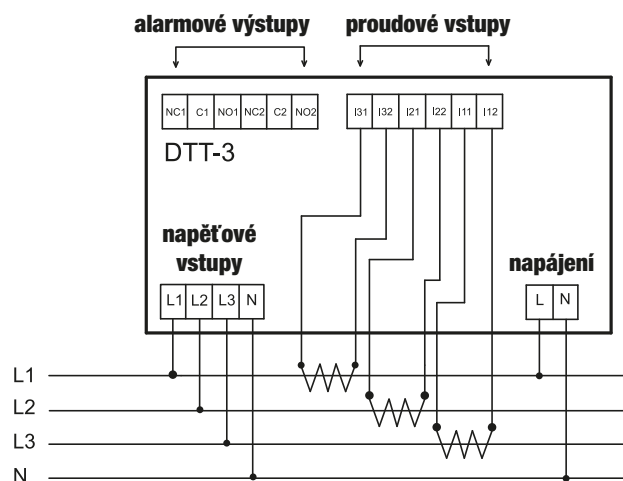 alarmové výstupy proudové vstupy
NC1 C1 NO1 NC2 C2 NO2 I31 I32 I21 I22 I11 I12
DTT-3
napěťové
vstupy
napájení
L1 L2 L3 N L N
L1
L2
L3
N